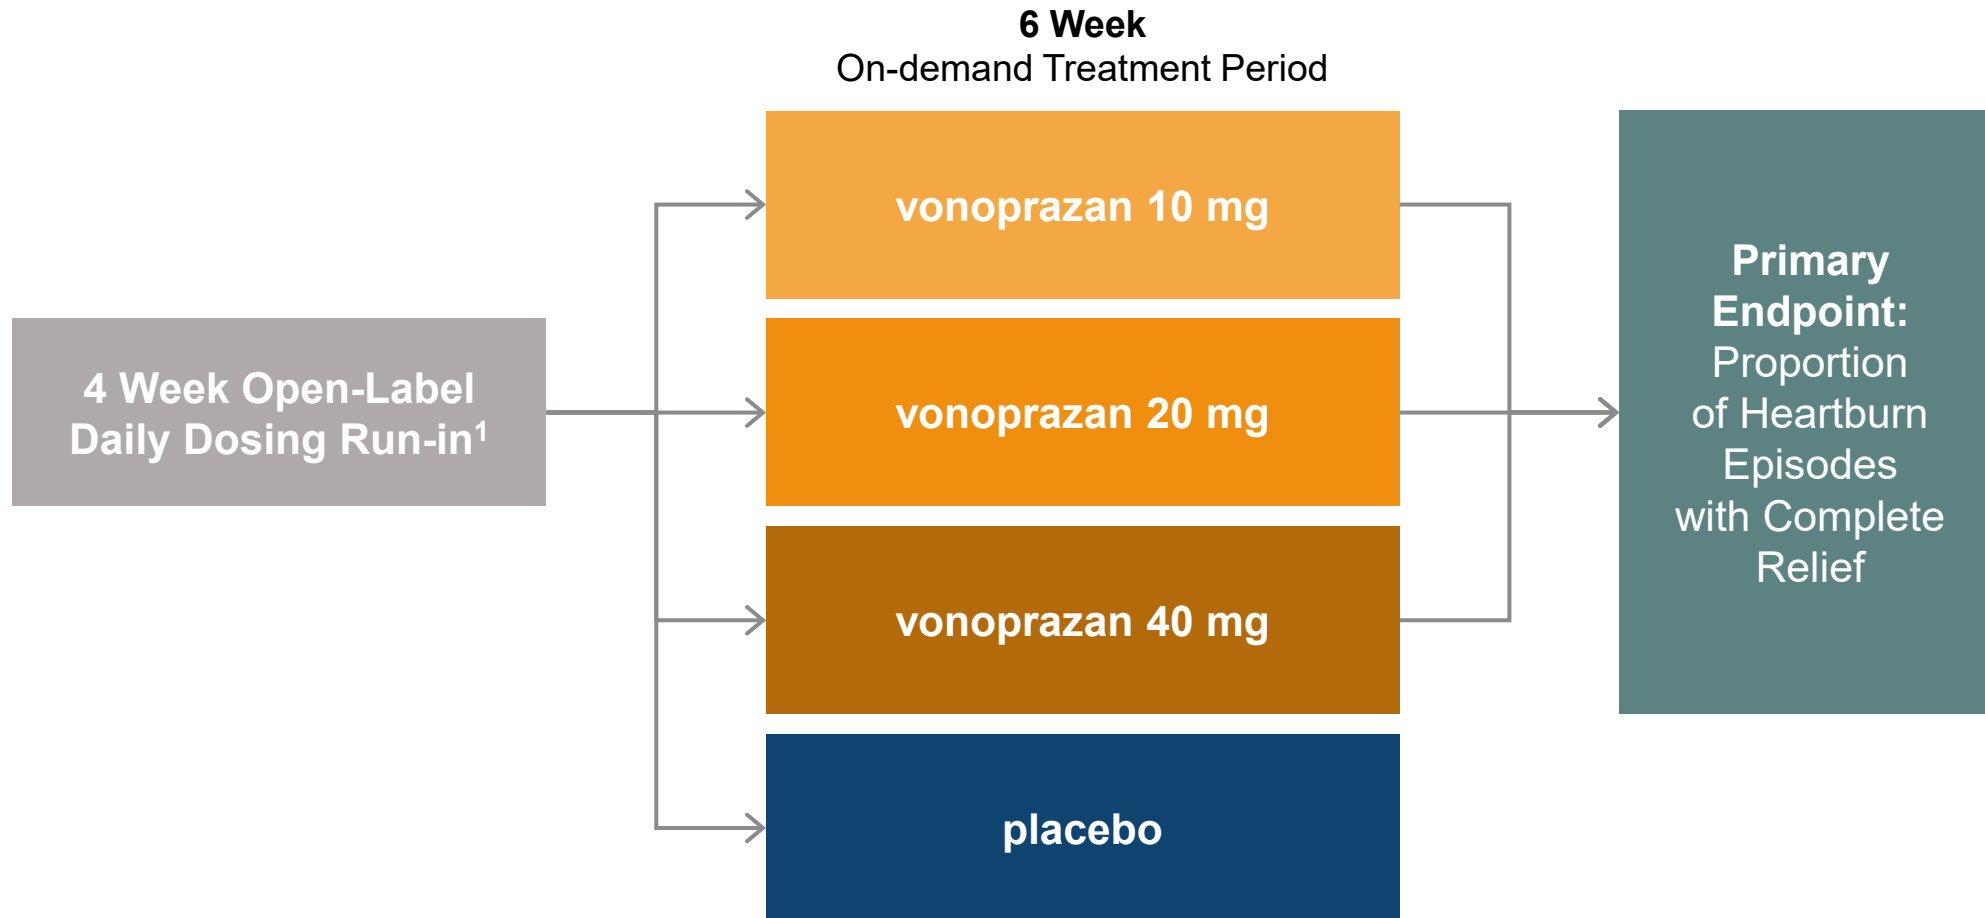 6 Week
On-demand Treatment Period
4 Week Open-Label
Daily Dosing Run-in¹
vonoprazan 10 mg
vonoprazan 20 mg
vonoprazan 40 mg
placebo
Primary
Endpoint:
Proportion
of Heartburn
Episodes
with Complete
Relief